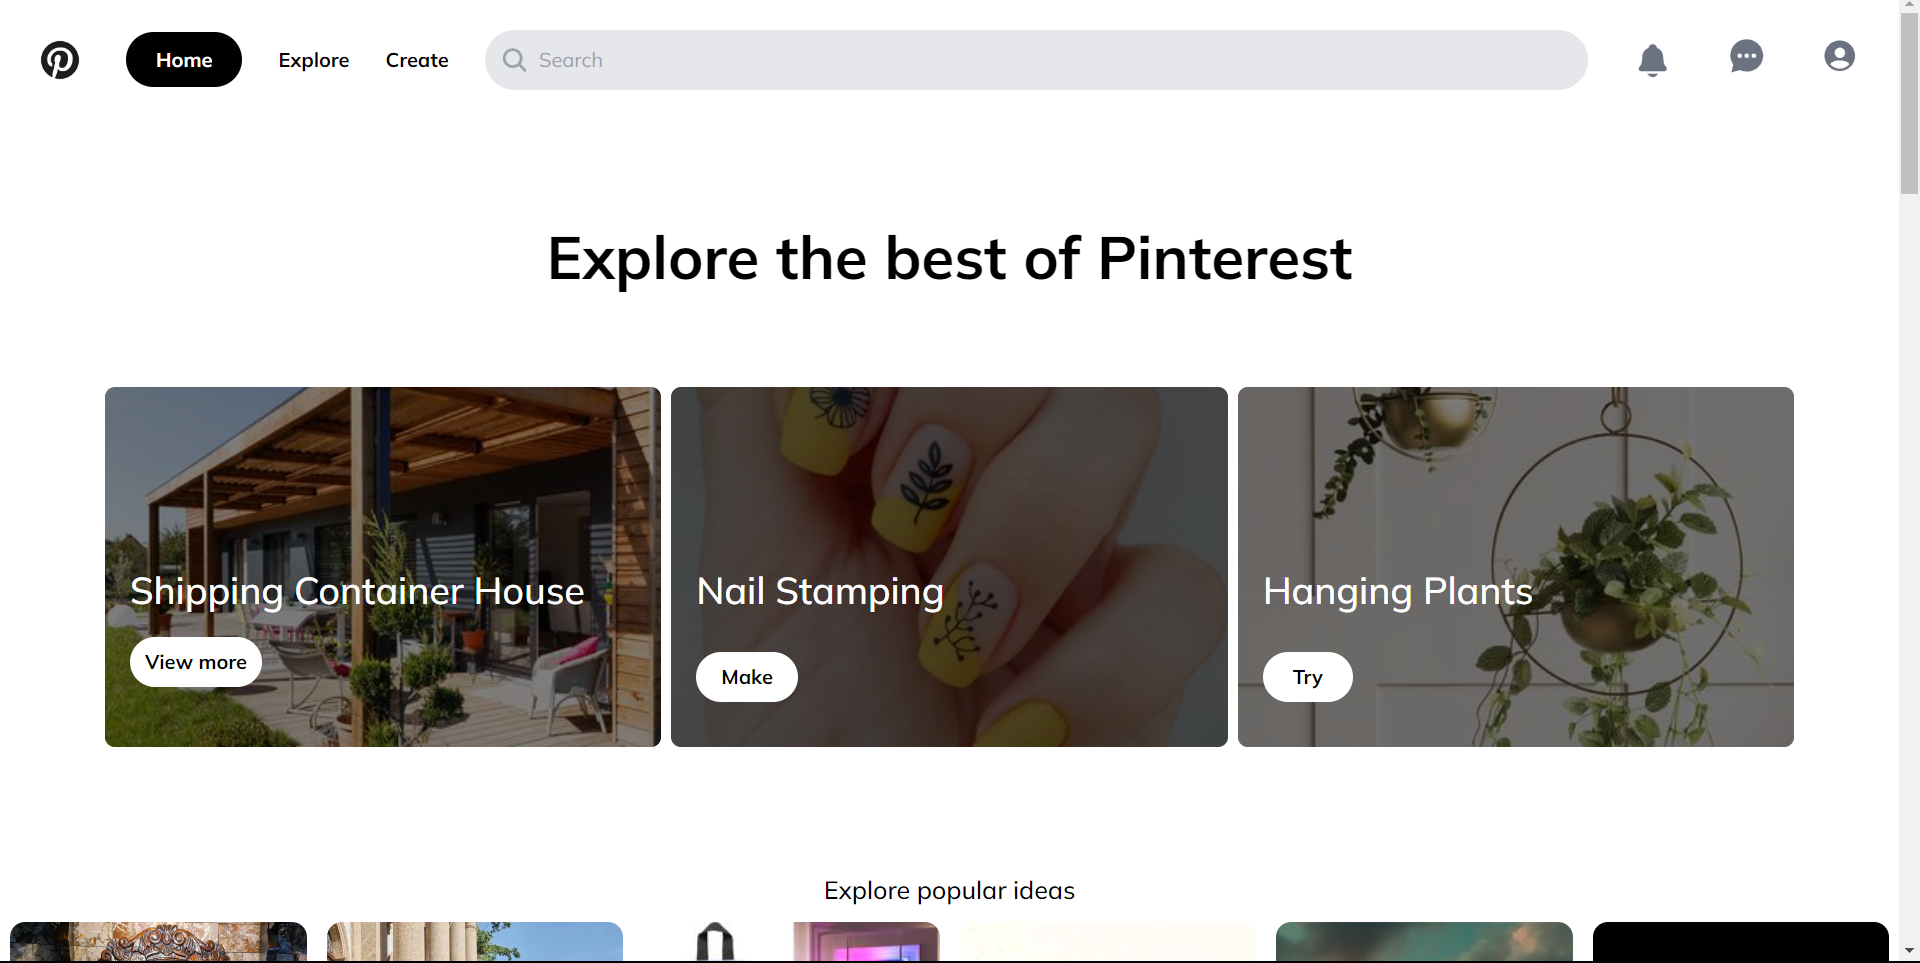 Home
Explore
Create
Search
Explore the best of Pinterest
Shipping Container House
View more
Nail Stamping
Make
Hanging Plants
Try
Explore popular ideas